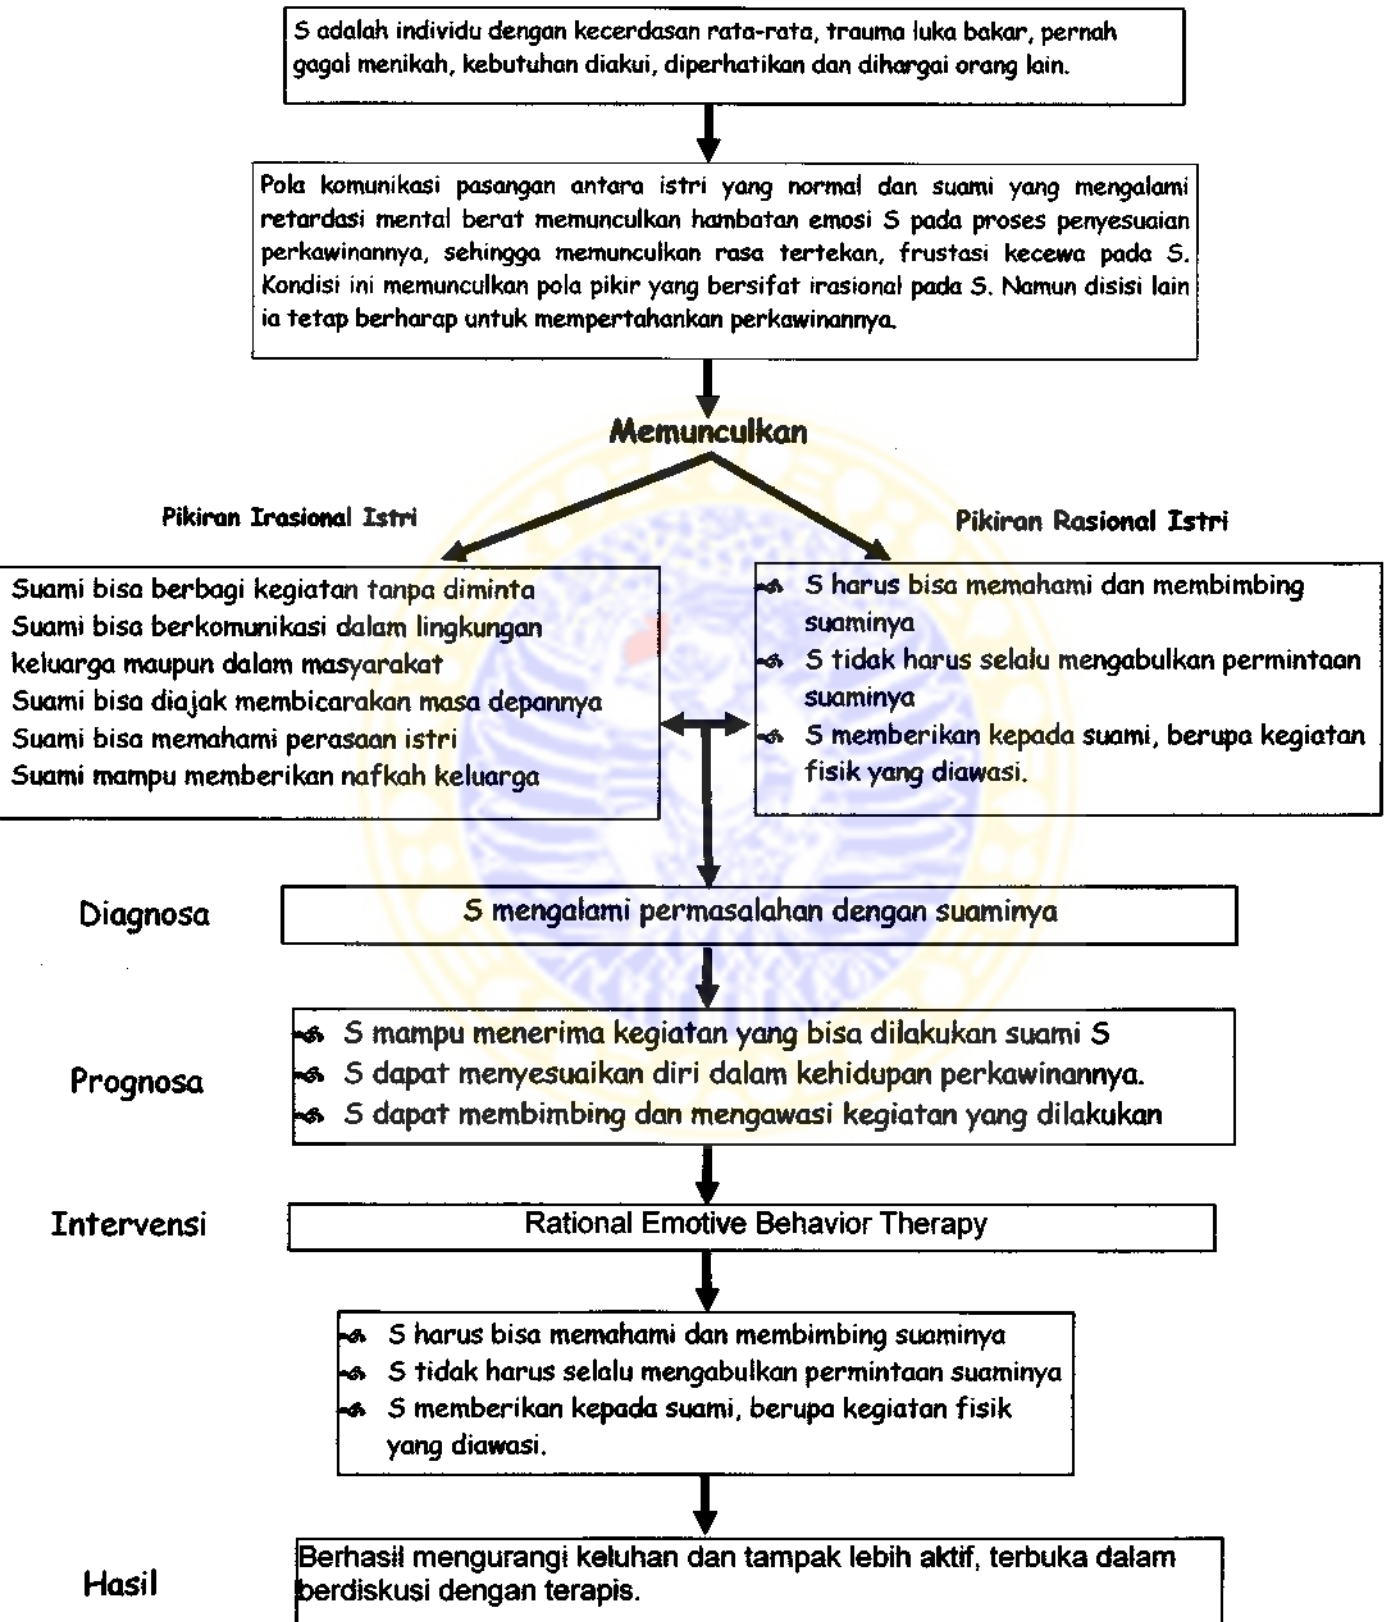 S adalah individu dengan kecerdasan rata-rata, trauma luka bakar, pernah
gagal menikah, kebutuhan diakui, diperhatikan dan dihargai orang lain.
Pola komunikasi pasangan antara istri yang normal dan suami yang mengalami
retardasi mental berat memunculkan hambatan emosi S pada proses penyesuaian
perkawinannya, sehingga memunculkan rasa tertekan, frustasi kecewa pada S.
Kondisi ini memunculkan pola pikir yang bersifat irasional pada S. Namun disisi lain
ia tetap berharap untuk mempertahankan perkawinannya.
Memunculkan
Pikiran Irasional Istri
Suami bisa berbagi kegiatan tanpa diminta
Suami bisa berkomunikasi dalam lingkungan
keluarga maupun dalam masyarakat
Suami bisa diajak membicarakan masa depannya
Suami bisa memahami perasaan istri
Suami mampu memberikan nafkah keluarga
Pikiran Rasional Istri
S harus bisa memahami dan membimbing
suaminya
S tidak harus selalu mengabulkan permintaan
suaminya
S memberikan kepada suami, berupa kegiatan
fisik yang diawasi.
Diagnosa
S mengalami permasalahan dengan suaminya
Prognosa
S mampu menerima kegiatan yang bisa dilakukan suami S
S dapat menyesuaikan diri dalam kehidupan perkawinannya.
S dapat membimbing dan mengawasi kegiatan yang dilakukan
Intervensi
Rational Emotive Behavior Therapy
S harus bisa memahami dan membimbing suaminya
S tidak harus selalu mengabulkan permintaan suaminya
S memberikan kepada suami, berupa kegiatan fisik
yang diawasi.
Hasil
Berhasil mengurangi keluhan dan tampak lebih aktif, terbuka dalam
berdiskusi dengan terapis.